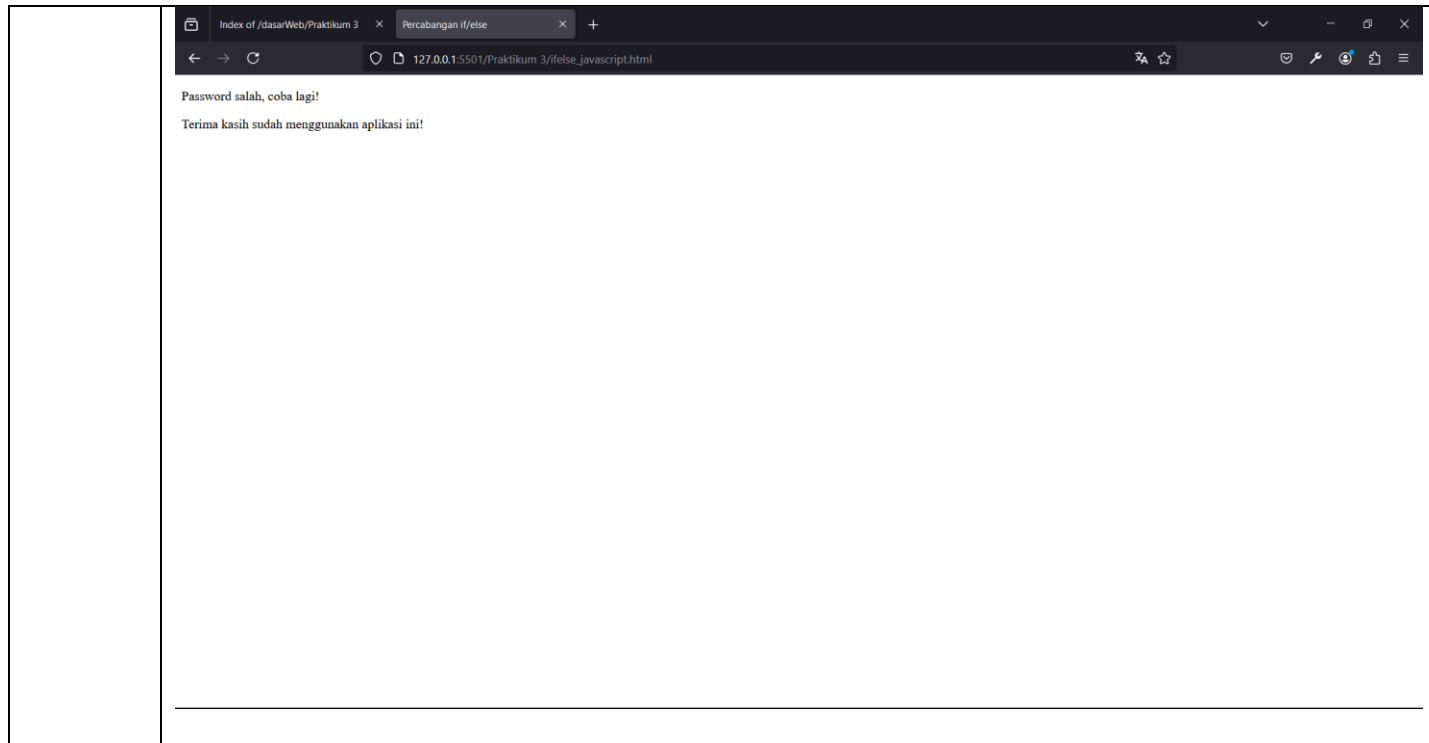 Index of /dasarWeb/Praktikum 3
Percabangan if/else
127.0.0.1:5501/Praktikum 3/ifelse_javascript.html
Password salah, coba lagi!
Terima kasih sudah menggunakan aplikasi ini!